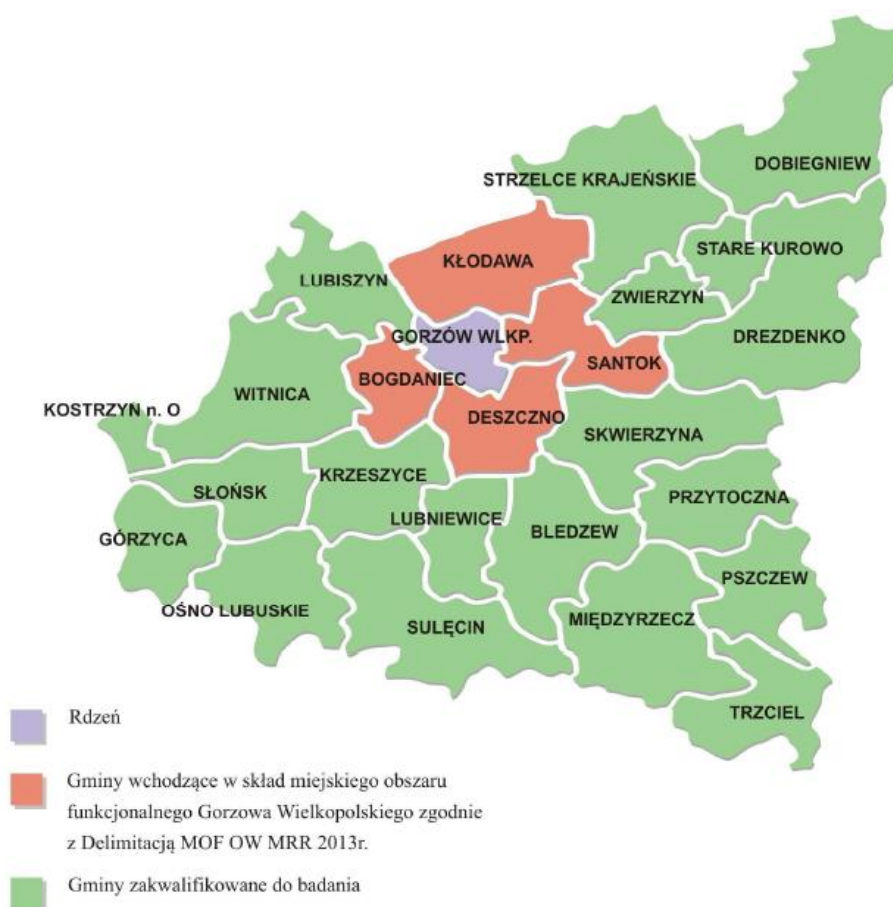 DOBIEGNIEW
STRZELCE KRAJEŃSKIE
STARE KUROWO
KŁODAWA
LUBISZYN
ZWIERZYN
GORZÓW WLKP.
DREZDENKO
SANTOK
BOGDANIEC
WITNICA
KOSTRZYN n. O
DESZCZNO
SKWIERZYNA
KRZESZYCE
SŁOŃSK
PRZYTOCZNA
LUBNIEWICE
BLEDZEW
GÓRZYCA
PSZCZEW
OŚNO LUBUSKIE
MIĘDZYRZECZ
SULĘCIN
TRZCIEL
Rdzeń
Gminy wchodzące w skład miejskiego obszaru
funkcjonalnego Gorzowa Wielkopolskiego zgodnie
z Delimitacją MOF OW MRR 2013r.
Gminy zakwalifikowane do badania